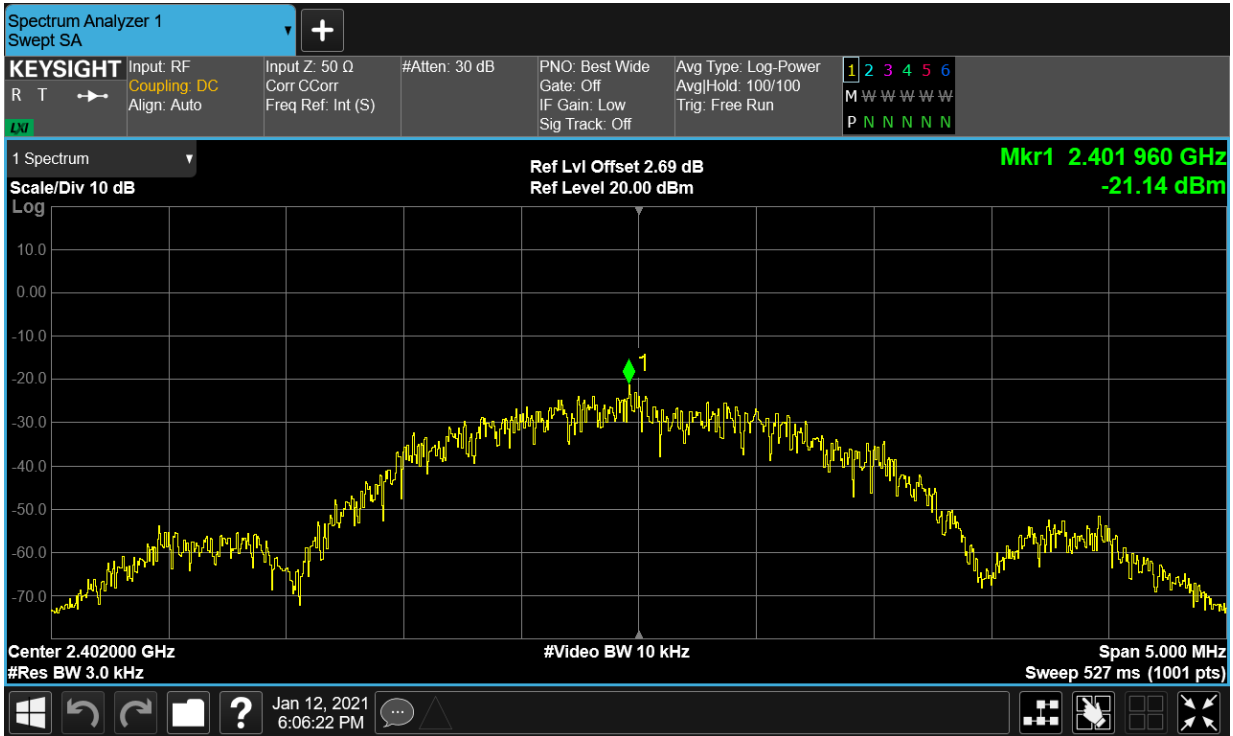 Spectrum Analyzer 1
Swept SA
KEYSIGHT
R T
LXI
Input: RF
Coupling: DC
Align: Auto
Input Z: 50 Ω
Corr CCorr
Freq Ref: Int (S)
#Atten: 30 dB
PNO: Best Wide
Gate: Off
IF Gain: Low
Sig Track: Off
Avg Type: Log-Power
Avg|Hold: 100/100
Trig: Free Run
1 2 3 4 5 6
M W W W W W
P N N N N N
1 Spectrum
Scale/Div 10 dB
Log
Ref Lvl Offset 2.69 dB
Ref Level 20.00 dBm
Mkr1 2.401 960 GHz
-21.14 dBm
10.0
0.00
-10.0
1
-20.0
-30.0
-40.0
-50.0
-60.0
-70.0
Center 2.402000 GHz
#Res BW 3.0 kHz
#Video BW 10 kHz
Span 5.000 MHz
Sweep 527 ms (1001 pts)
?
Jan 12, 2021
6:06:22 PM